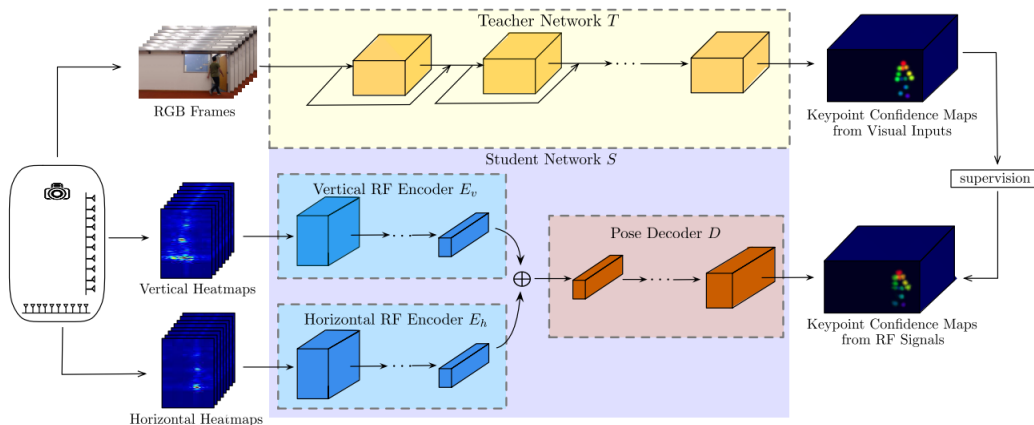 Teacher Network T
RGB Frames
Keypoint Confidence Maps
from Visual Inputs
supervision
Student Network S
Vertical RF Encoder E_v
Vertical Heatmaps
Pose Decoder D
Horizontal RF Encoder E_h
Horizontal Heatmaps
Keypoint Confidence Maps
from RF Signals